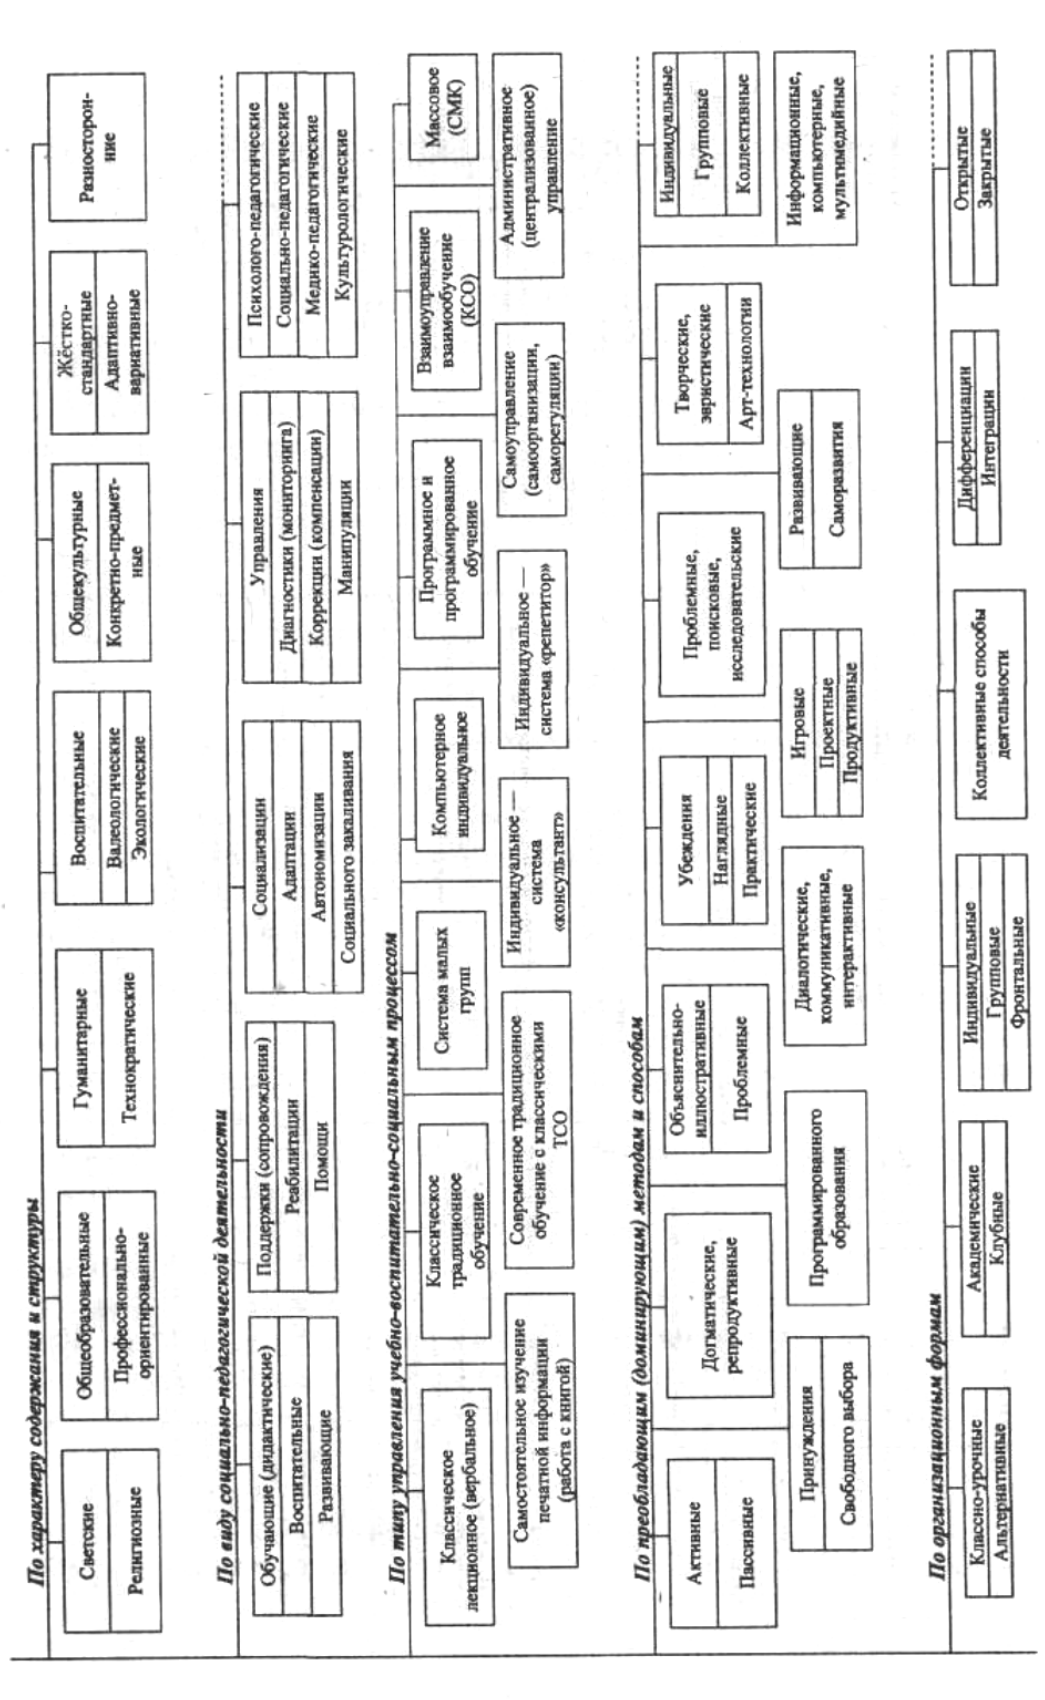 По характеру содержания и структуры
Светские
Религиозные
Общеобразовательные
Профессионально-
ориентированные
Гуманитарные
Технократические
Воспитательные
Валеологические
Экологические
Общекультурные
Конкретно-предмет-
ные
Жёстко-
стандартные
Адаптивно-
вариативные
Разносторон-
ние
По виду социально-педагогической деятельности
Обучающие (дидактические)
Воспитательные
Развивающие
Поддержки (сопровождения)
Реабилитации
Помощи
Социализации
Адаптации
Автономизации
Социального закаливания
Управления
Диагностики (мониторинга)
Коррекции (компенсации)
Манипуляции
Психолого-педагогические
Социально-педагогические
Медико-педагогические
Культурологические
По типу управления учебно-воспитательно-социальным процессом
Классическое
лекционное (вербальное)
Классическое
традиционное
обучение
Система малых
групп
Компьютерное
индивидуальное
Программное и
программированное
обучение
Взаимоуправление
взаимообучение
(КСО)
Массовое
(СМК)
Самостоятельное изучение
печатной информации
(работа с книгой)
Современное традиционное
обучение с классическими
ТСО
Индивидуальное —
система
«консультант»
Индивидуальное —
система «репетитор»
Самоуправление
(самоорганизации,
саморегуляции)
Административное
(централизованное)
управление
По преобладающим (доминирующим) методам и способам
Активные
Пассивные
Догматические,
репродуктивные
Объяснительно-
иллюстративные
Проблемные
Убеждения
Наглядные
Практические
Проблемные,
поисковые,
исследовательские
Творческие,
эвристические
Арт-технологии
Индивидуальные
Групповые
Коллективные
Принуждения
Свободного выбора
Программированного
образования
Диалогические,
коммуникативные,
интерактивные
Игровые
Проектные
Продуктивные
Развивающие
Саморазвития
Информационные,
компьютерные,
мультимедийные
По организационным формам
Классно-урочные
Альтернативные
Академические
Клубные
Индивидуальные
Групповые
Фронтальные
Коллективные способы
деятельности
Дифференциации
Интеграции
Открытые
Закрытые